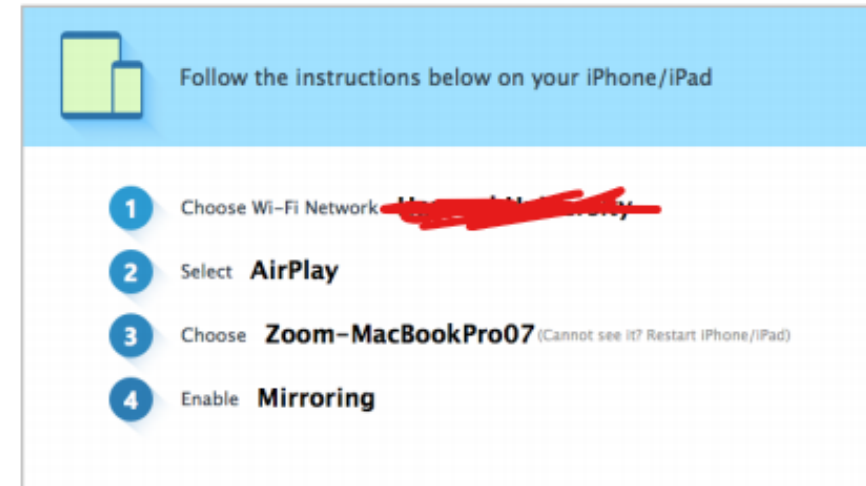 Follow the instructions below on your iPhone/iPad
1 Choose Wi-Fi Network
2 Select AirPlay
3 Choose Zoom-MacBookPro07 (Cannot see it? Restart iPhone/iPad)
4 Enable Mirroring